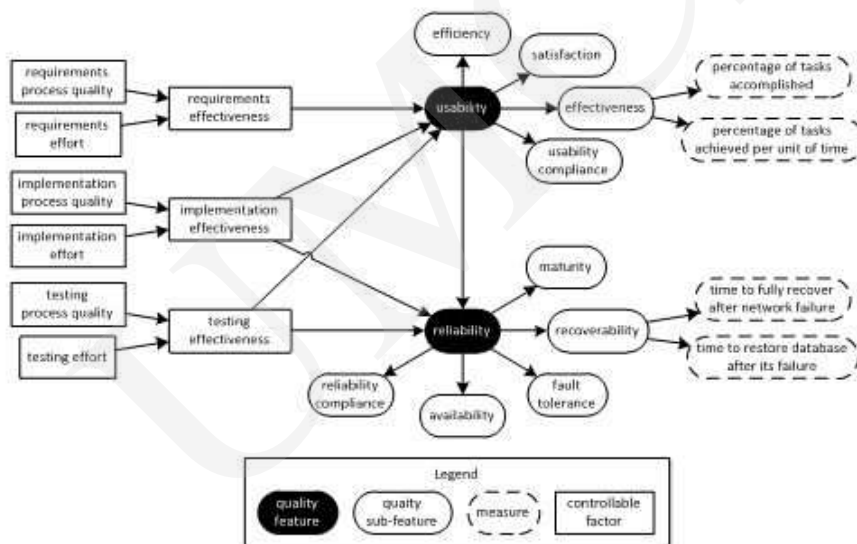 efficiency
satisfaction
percentage of tasks
accomplished
requirements
process quality
requirements
effectiveness
usability
effectiveness
requirements
effort
percentage of tasks
achieved per unit of time
usability
compliance
implementation
process quality
implementation
effectiveness
implementation
effort
maturity
testing
process quality
time to fully recover
after network failure
testing
effectiveness
reliability
recoverability
testing effort
time to restore database
after its failure
reliability
compliance
fault
tolerance
availability
Legend
quality
feature
quaity
sub-feature
measure
controllable
factor